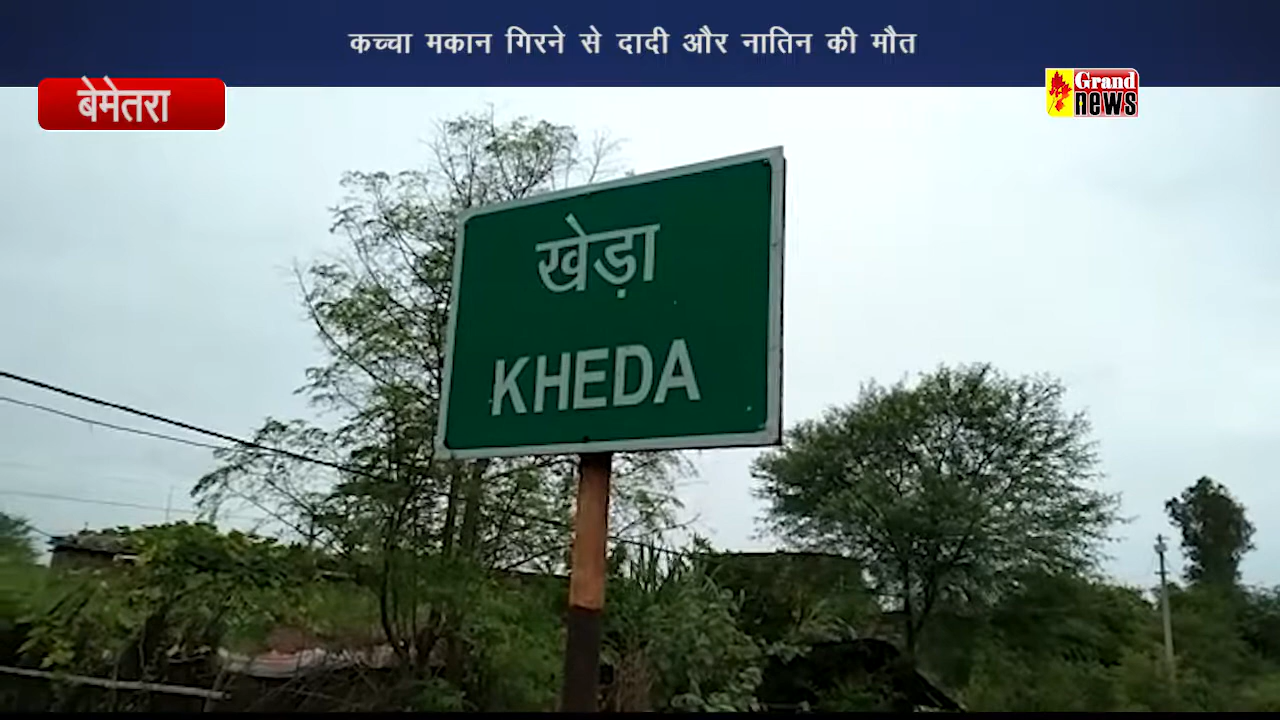 कच्चा मकान गिरने से दादी और नातिन की मौत
बेमेतरा
Grand
news
खेड़ा
KHEDA